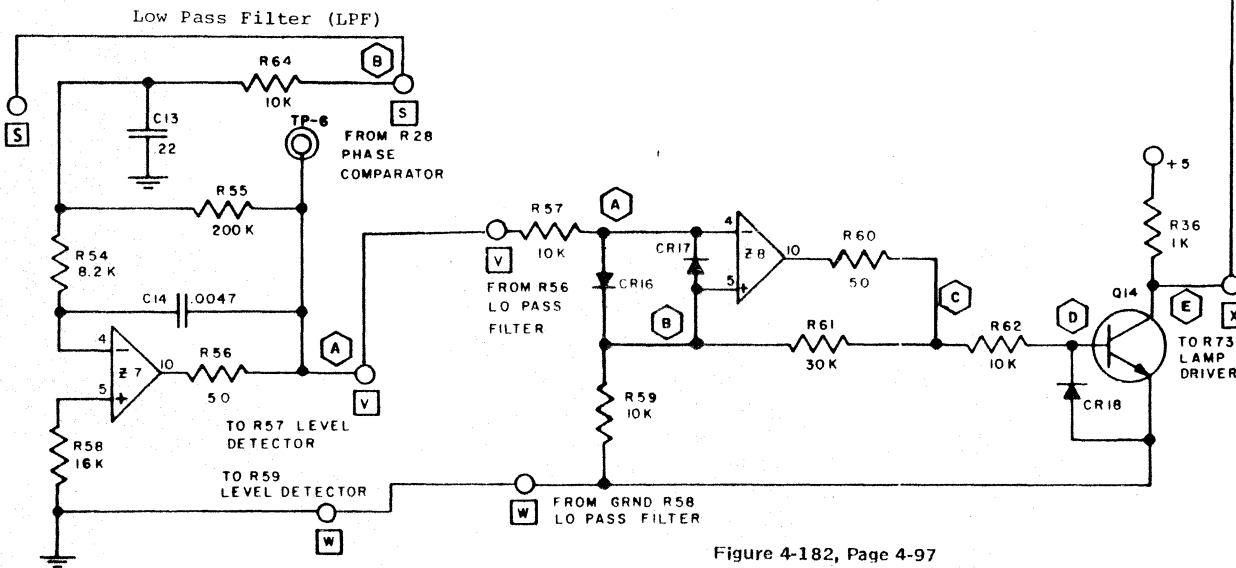 Low Pass Filter (LPF)
R64
10K
B
S
S
C13
.22
TP-6
FROM R28
PHASE
COMPARATOR
R55
200K
R54
8.2K
C14
.0047
4
-
Z7
5
+
10
R56
50
A
V
TO R57 LEVEL
DETECTOR
R58
16K
TO R59
LEVEL DETECTOR
W
V
FROM R56
LO PASS
FILTER
R57
10K
A
CR16
CR17
B
4
-
Z8
5
+
10
R60
50
C
R61
30K
R59
10K
W
FROM GRND R58
LO PASS FILTER
R62
10K
D
CR18
Q14
+5
R36
1K
E
X
TO R73
LAMP
DRIVER
Figure 4-182, Page 4-97